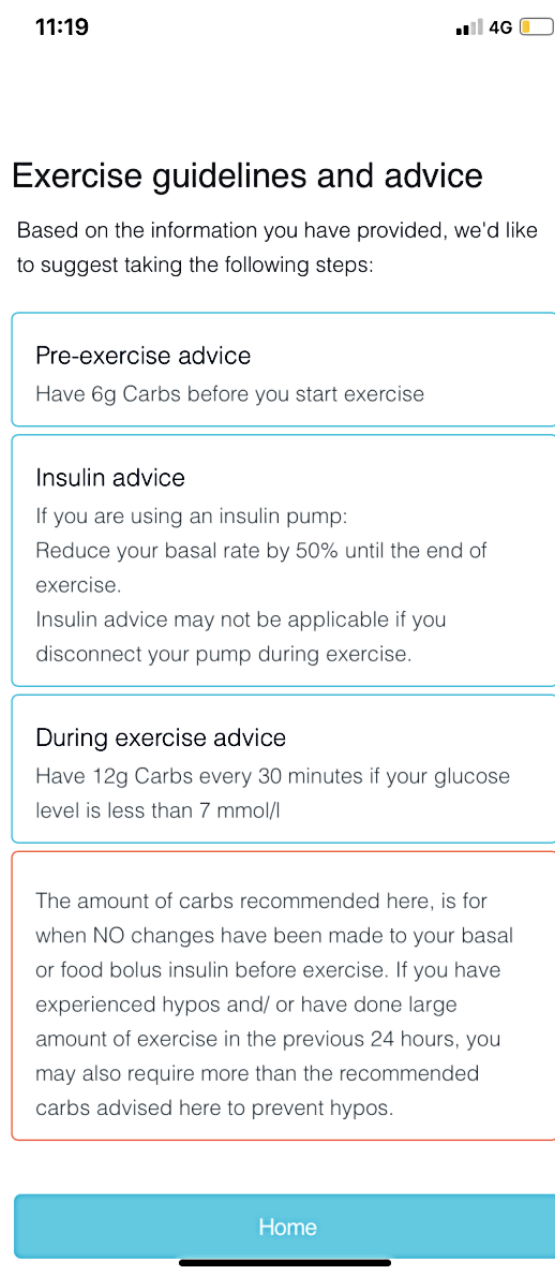 11:19
4G
Exercise guidelines and advice
Based on the information you have provided, we'd like
to suggest taking the following steps:
Pre-exercise advice
Have 6g Carbs before you start exercise
Insulin advice
If you are using an insulin pump:
Reduce your basal rate by 50% until the end of
exercise.
Insulin advice may not be applicable if you
disconnect your pump during exercise.
During exercise advice
Have 12g Carbs every 30 minutes if your glucose
level is less than 7 mmol/l
The amount of carbs recommended here, is for
when NO changes have been made to your basal
or food bolus insulin before exercise. If you have
experienced hypos and/ or have done large
amount of exercise in the previous 24 hours, you
may also require more than the recommended
carbs advised here to prevent hypos.
Home